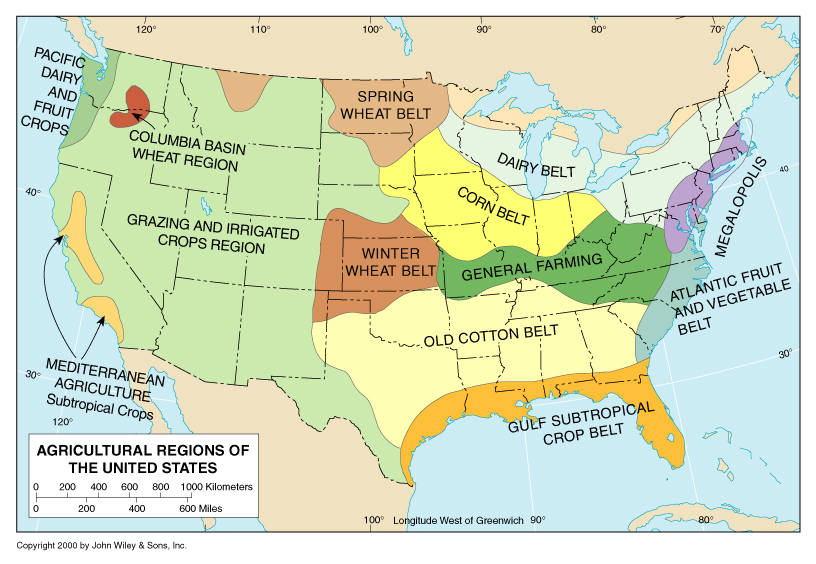 120°
110°
100°
90°
80°
70°
PACIFIC
DAIRY
AND
FRUIT
CROPS
SPRING
WHEAT BELT
COLUMBIA BASIN
WHEAT REGION
DAIRY BELT
CORN BELT
MEGALOPOLIS
40°
40
GRAZING AND IRRIGATED
CROPS REGION
WINTER
WHEAT BELT
GENERAL FARMING
ATLANTIC FRUIT
AND VEGETABLE
BELT
OLD COTTON BELT
MEDITERRANEAN
AGRICULTURE
Subtropical Crops
30°
30°
GULF SUBTROPICAL
CROP BELT
120°
AGRICULTURAL REGIONS OF
THE UNITED STATES
0 200 400 600 800 1000 Kilometers
0 200 400 600 Miles
100° Longitude West of Greenwich 90° 80°
Copyright 2000 by John Wiley & Sons, Inc.